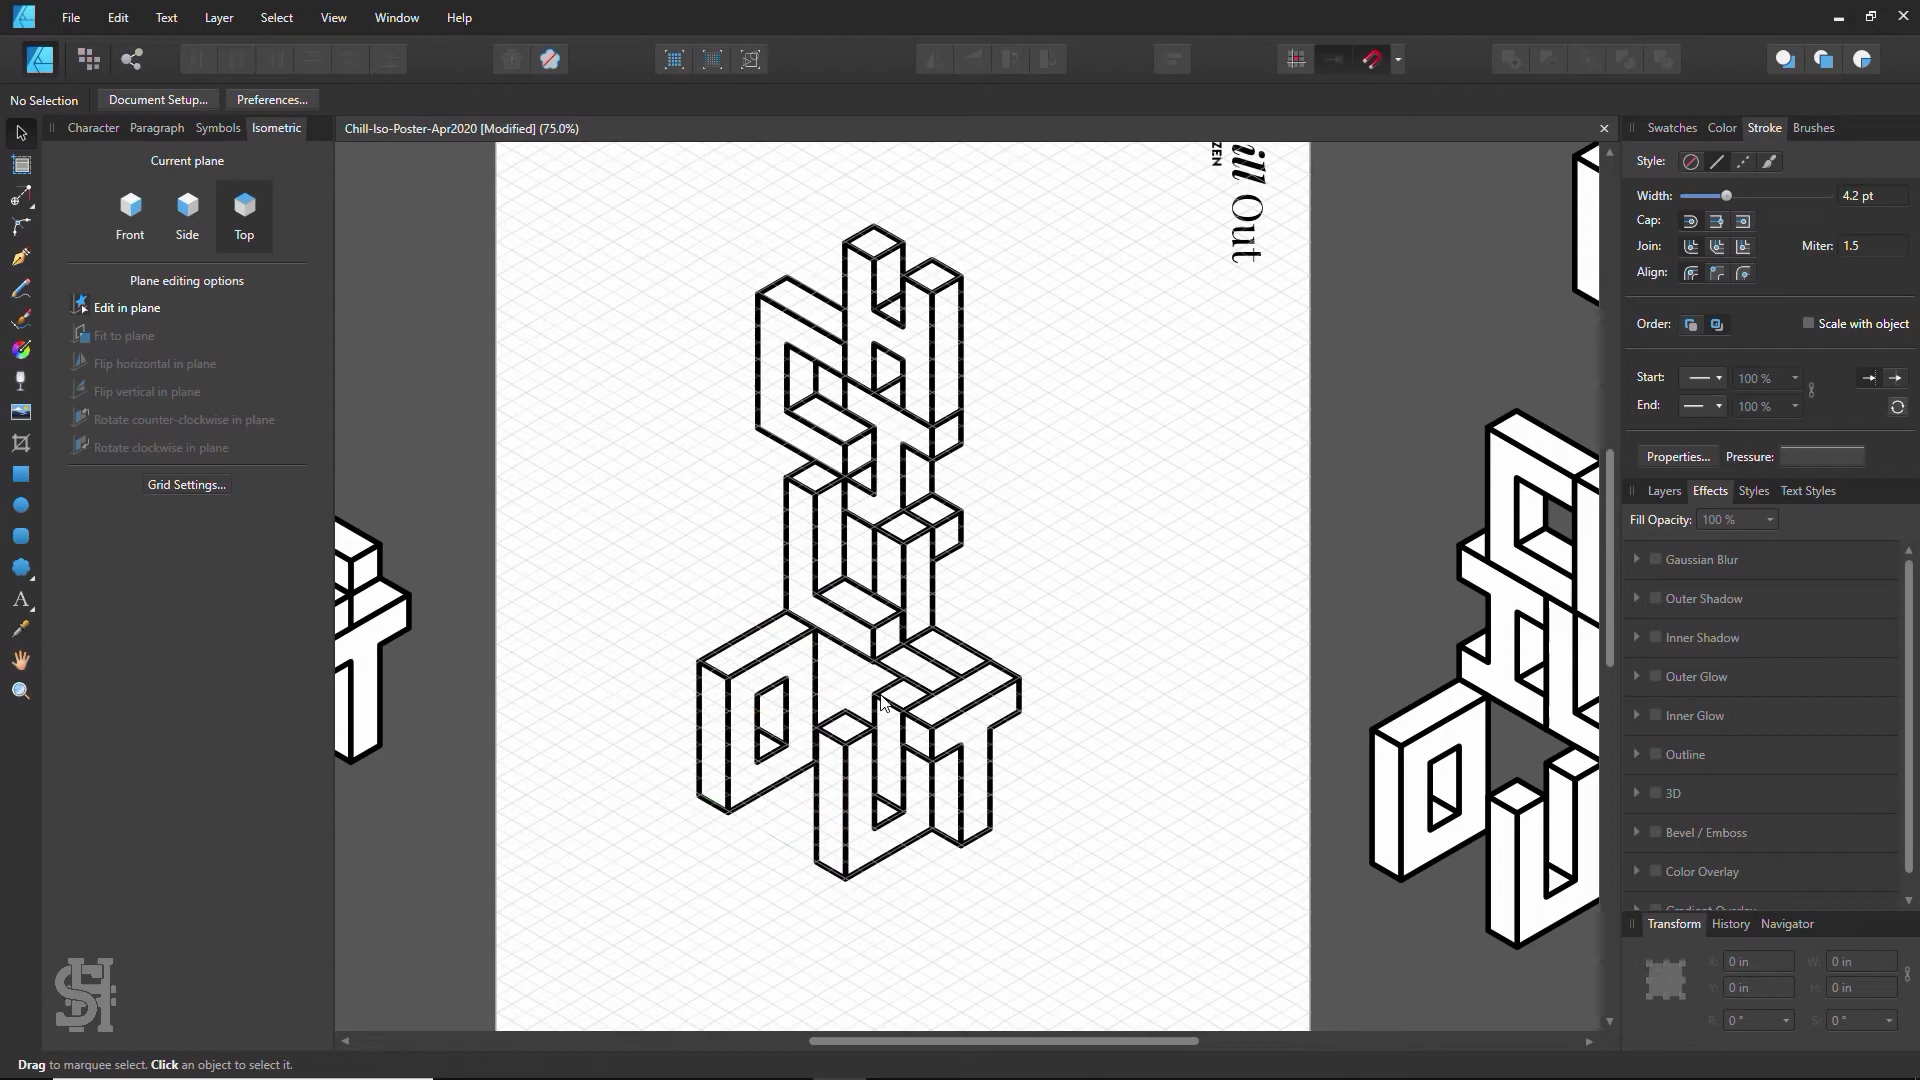 File Edit Text Layer Select View Window Help
No Selection Document Setup... Preferences...
Character Paragraph Symbols Isometric
Chill-Iso-Poster-Apr2020 [Modified] (75.0%)
Swatches Color Stroke Brushes
Current plane
Front Side Top
Plane editing options
Edit in plane
Fit to plane
Flip horizontal in plane
Flip vertical in plane
Rotate counter-clockwise in plane
Rotate clockwise in plane
Grid Settings...
ill Out
ZEN
Style:
Width: 4.2 pt
Cap:
Join: Miter: 1.5
Align:
Order: Scale with object
Start: 100 %
End: 100 %
Properties... Pressure:
Layers Effects Styles Text Styles
Fill Opacity: 100 %
Gaussian Blur
Outer Shadow
Inner Shadow
Outer Glow
Inner Glow
Outline
3D
Bevel / Emboss
Color Overlay
Gradient Overlay
Transform History Navigator
X: 0 in W: 0 in
Y: 0 in H: 0 in
R: 0 ° S: 0 °
Drag to marquee select. Click an object to select it.